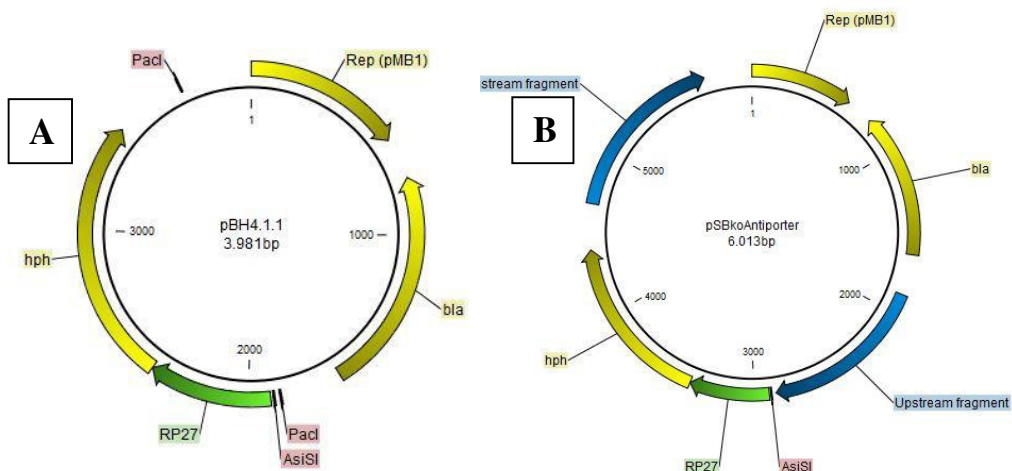 A
PacI
Rep (pMB1)
1
hph
3000
pBH4.1.1
3.981bp
1000
bla
2000
RP27
PacI
AsiSI
B
Rep (pMB1)
stream fragment
1
5000
1000
bla
pSBkoAntiporter
6.013bp
4000
2000
hph
3000
Upstream fragment
RP27
AsiSI